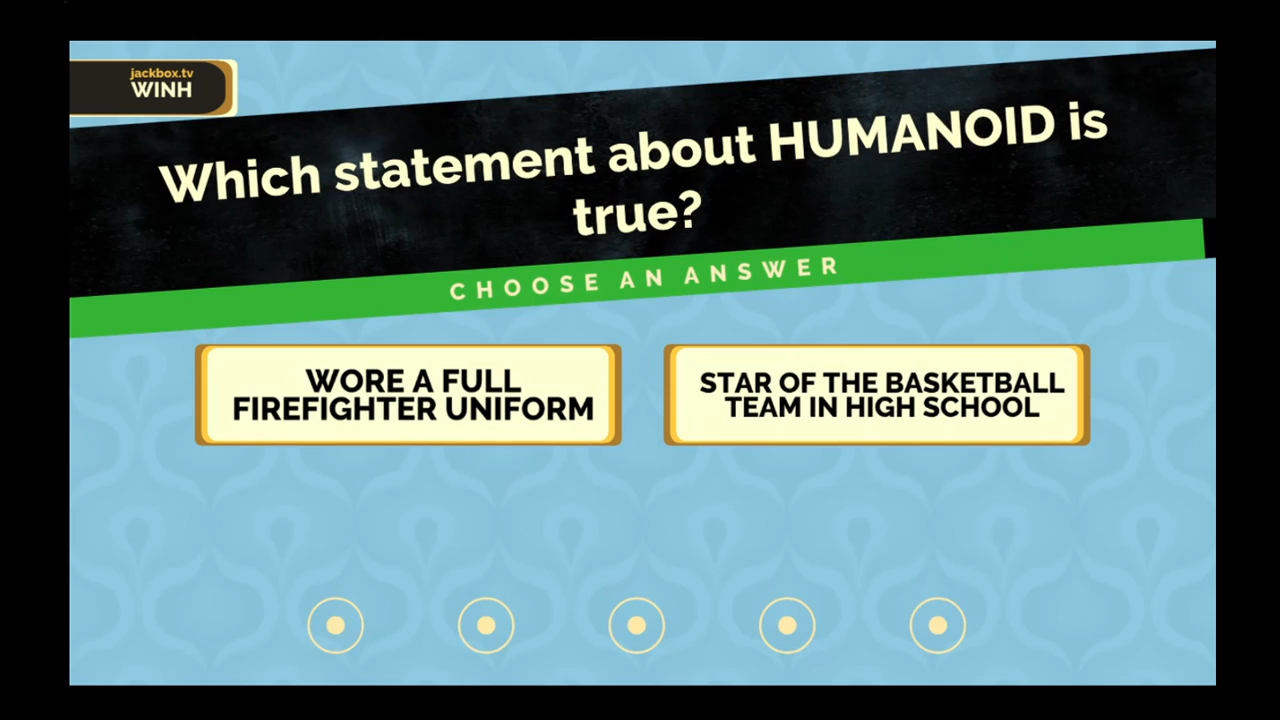 jackbox.tv
WINH
Which statement about HUMANOID is
true?
CHOOSE AN ANSWER
WORE A FULL
FIREFIGHTER UNIFORM
STAR OF THE BASKETBALL
TEAM IN HIGH SCHOOL